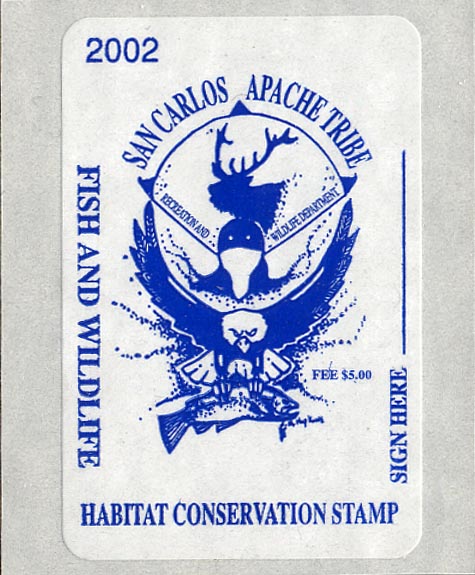 2002
SAN CARLOS APACHE TRIBE
RECREATION AND WILDLIFE DEPARTMENT
FISH AND WILDLIFE
FEE $5.00
SIGN HERE
HABITAT CONSERVATION STAMP